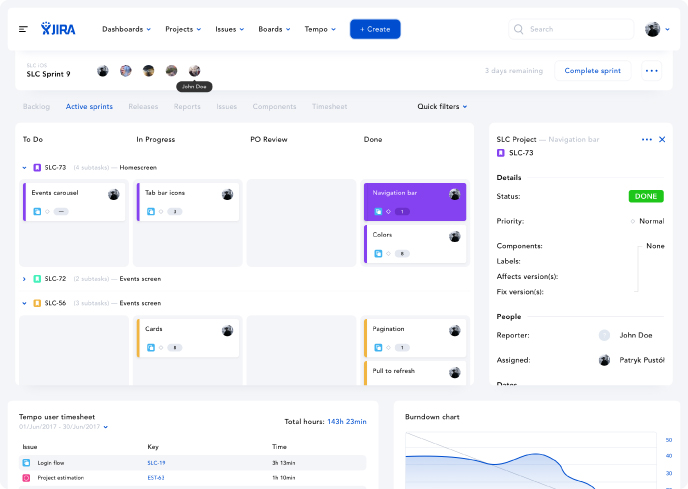 JIRA Dashboards Projects Issues Boards Tempo + Create Search
SLC iOS
SLC Sprint 9
John Doe
3 days remaining Complete sprint
Backlog Active sprints Releases Reports Issues Components Timesheet Quick filters
To Do In Progress PO Review Done
SLC-73 (4 subtasks) — Homescreen
Events carousel
—
Tab bar icons
3
Navigation bar
1
Colors
8
SLC-72 (2 subtasks) — Events screen
SLC-56 (3 subtasks) — Events screen
Cards
8
Pagination
1
Pull to refresh
SLC Project — Navigation bar
SLC-73
Details
Status: DONE
Priority: Normal
Components: None
Labels:
Affects version(s):
Fix version(s):
People
Reporter: John Doe
Assigned: Patryk Pustół
Dates
Tempo user timesheet
01/Jun/2017 - 30/Jun/2017
Total hours: 143h 23min
Issue Key Time
Login flow SLC-19 3h 13min
Project estimation EST-63 1h 10min
Burndown chart
50
40
30